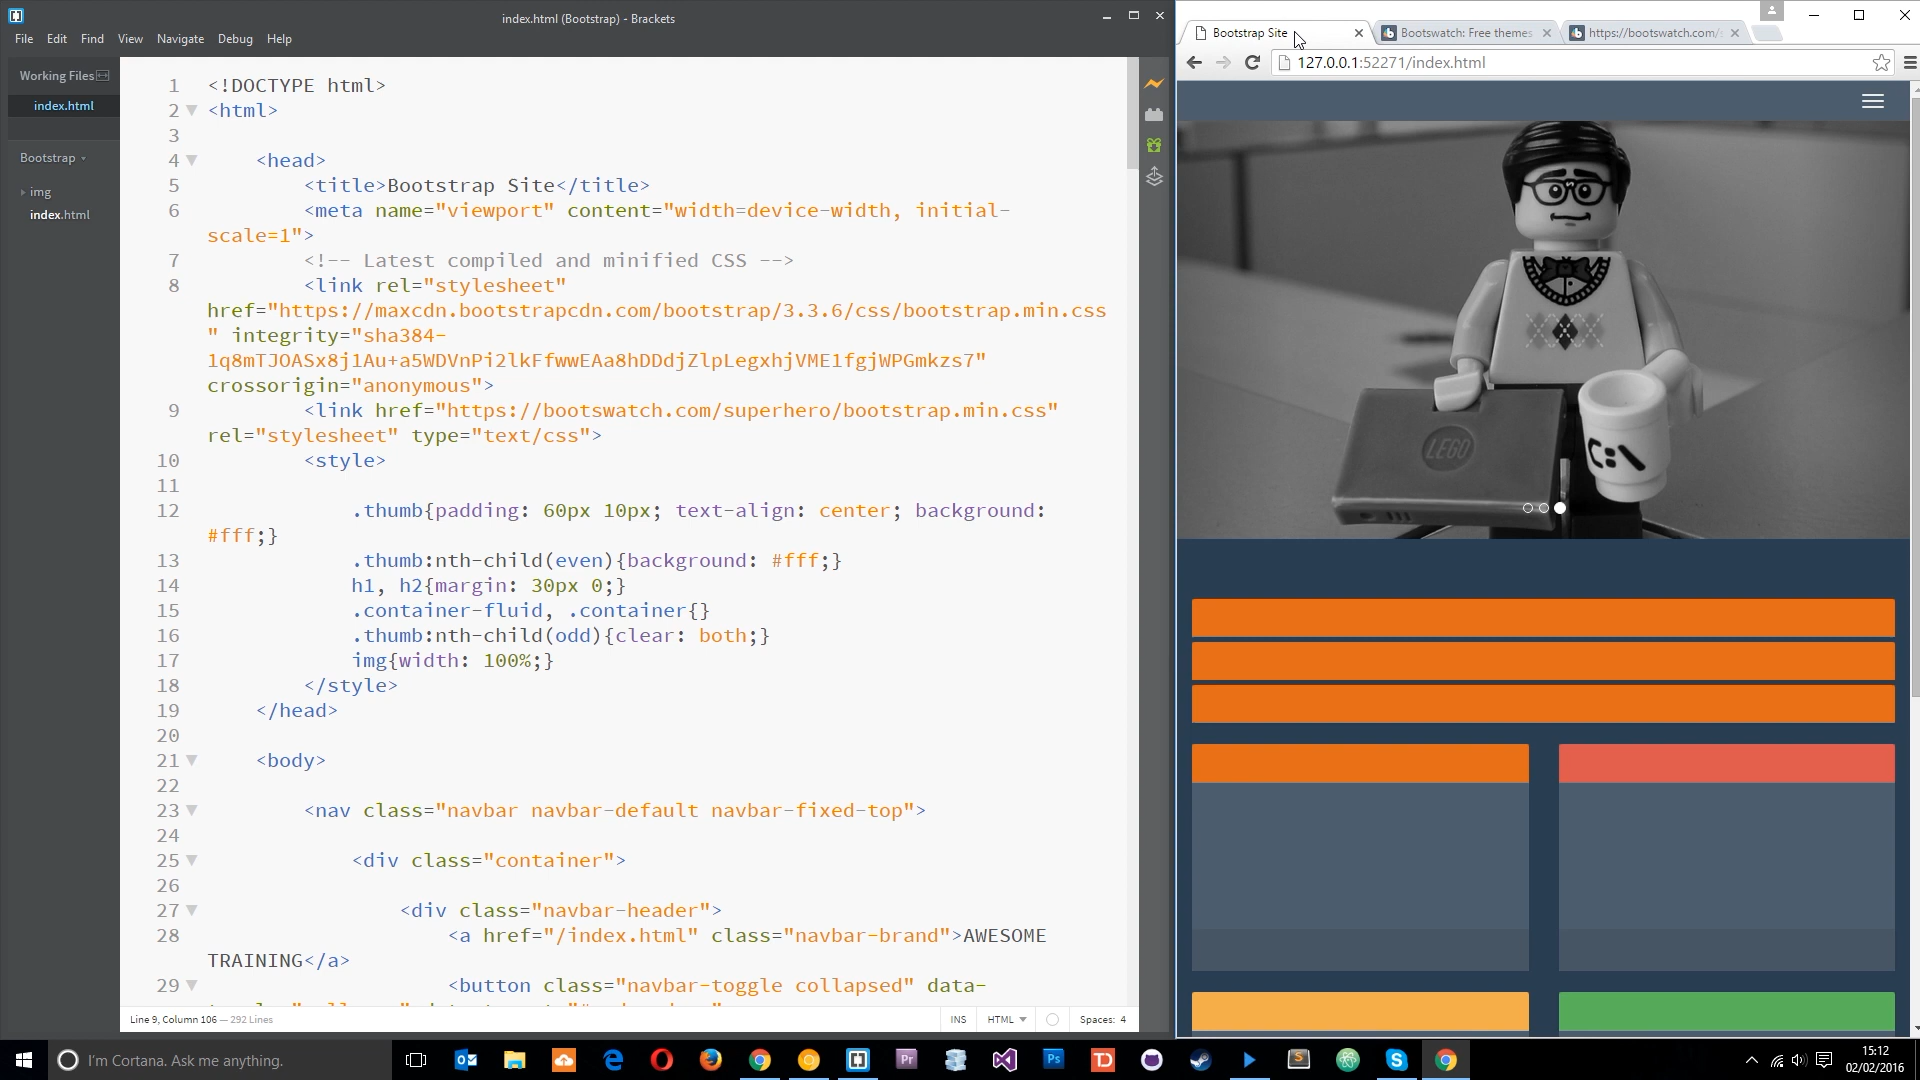 index.html (Bootstrap) - Brackets
File Edit Find View Navigate Debug Help
Working Files
index.html
Bootstrap
img
index.html
1 <!DOCTYPE html>
2 <html>
3
4 <head>
5 <title>Bootstrap Site</title>
6 <meta name="viewport" content="width=device-width, initial-
scale=1">
7 <!-- Latest compiled and minified CSS -->
8 <link rel="stylesheet"
href="https://maxcdn.bootstrapcdn.com/bootstrap/3.3.6/css/bootstrap.min.css
" integrity="sha384-
1q8mTJOASx8j1Au+a5WDVnPi2lkFfwwEAa8hDDdjZlpLegxhjVME1fgjWPGmkzs7"
crossorigin="anonymous">
9 <link href="https://bootswatch.com/superhero/bootstrap.min.css"
rel="stylesheet" type="text/css">
10 <style>
11
12 .thumb{padding: 60px 10px; text-align: center; background:
#fff;}
13 .thumb:nth-child(even){background: #fff;}
14 h1, h2{margin: 30px 0;}
15 .container-fluid, .container{}
16 .thumb:nth-child(odd){clear: both;}
17 img{width: 100%;}
18 </style>
19 </head>
20
21 <body>
22
23 <nav class="navbar navbar-default navbar-fixed-top">
24
25 <div class="container">
26
27 <div class="navbar-header">
28 <a href="/index.html" class="navbar-brand">AWESOME
TRAINING</a>
29 <button class="navbar-toggle collapsed" data-
Line 9, Column 106 — 292 Lines
INS HTML Spaces: 4
Bootstrap Site
Bootswatch: Free themes
https://bootswatch.com/
127.0.0.1:52271/index.html
LEGO
C:\
I'm Cortana. Ask me anything.
Pr
Ps
15:12
02/02/2016